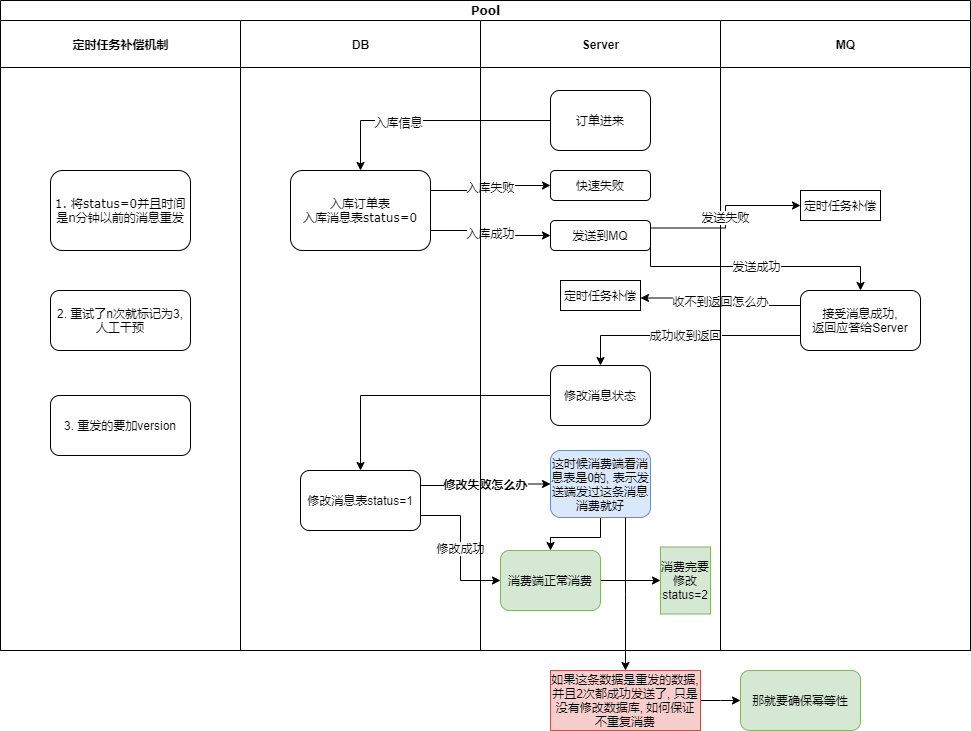 Pool
定时任务补偿机制
DB
Server
MQ
订单进来
入库信息
1. 将status=0并且时间
是n分钟以前的消息重发
入库订单表
入库消息表status=0
入库失败
快速失败
入库成功
发送到MQ
发送失败
定时任务补偿
发送成功
2. 重试了n次就标记为3,
人工干预
定时任务补偿
收不到返回怎么办
接受消息成功,
返回应答给Server
成功收到返回
修改消息状态
3. 重发的要加version
修改消息表status=1
修改失败怎么办
这时候消费端看消
息表是0的, 表示发
送端发过这条消息
消费就好
修改成功
消费端正常消费
消费完要
修改
status=2
如果这条数据是重发的数据,
并且2次都成功发送了, 只是
没有修改数据库, 如何保证
不重复消费
那就要确保幂等性